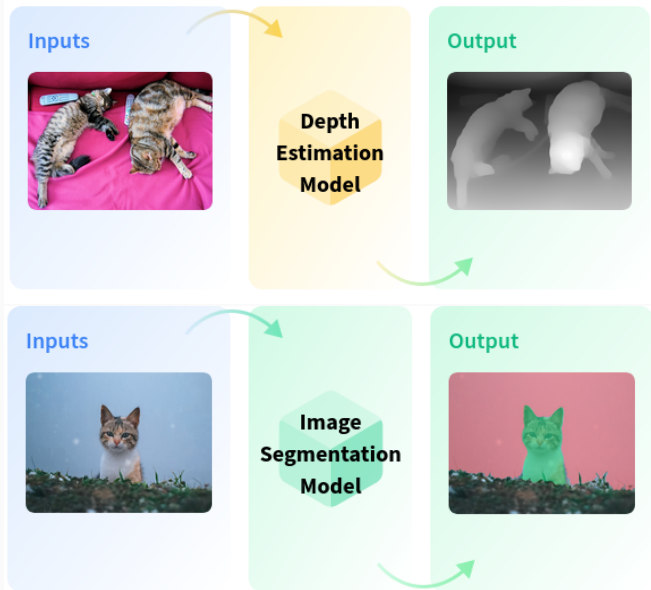 Inputs
Depth
Estimation
Model
Output
Inputs
Image
Segmentation
Model
Output